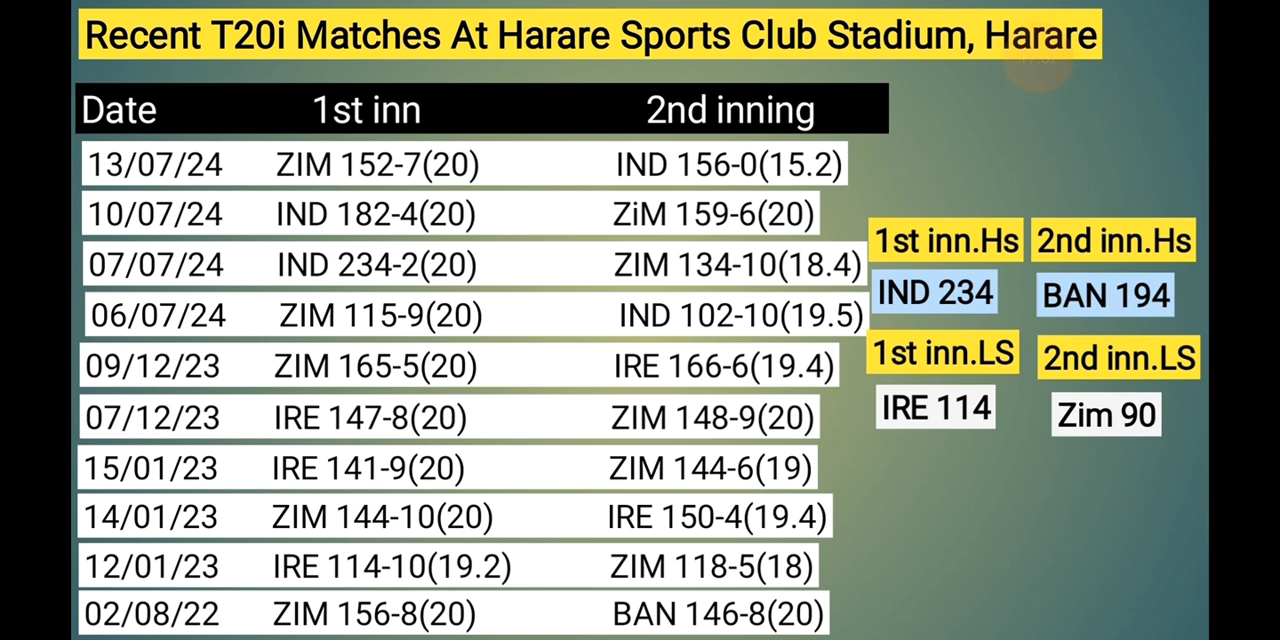 Recent T20i Matches At Harare Sports Club Stadium, Harare
Date 1st inn 2nd inning
13/07/24 ZIM 152-7(20) IND 156-0(15.2)
10/07/24 IND 182-4(20) ZiM 159-6(20)
07/07/24 IND 234-2(20) ZIM 134-10(18.4)
06/07/24 ZIM 115-9(20) IND 102-10(19.5)
09/12/23 ZIM 165-5(20) IRE 166-6(19.4)
07/12/23 IRE 147-8(20) ZIM 148-9(20)
15/01/23 IRE 141-9(20) ZIM 144-6(19)
14/01/23 ZIM 144-10(20) IRE 150-4(19.4)
12/01/23 IRE 114-10(19.2) ZIM 118-5(18)
02/08/22 ZIM 156-8(20) BAN 146-8(20)
1st inn.Hs 2nd inn.Hs
IND 234 BAN 194
1st inn.LS 2nd inn.LS
IRE 114 Zim 90